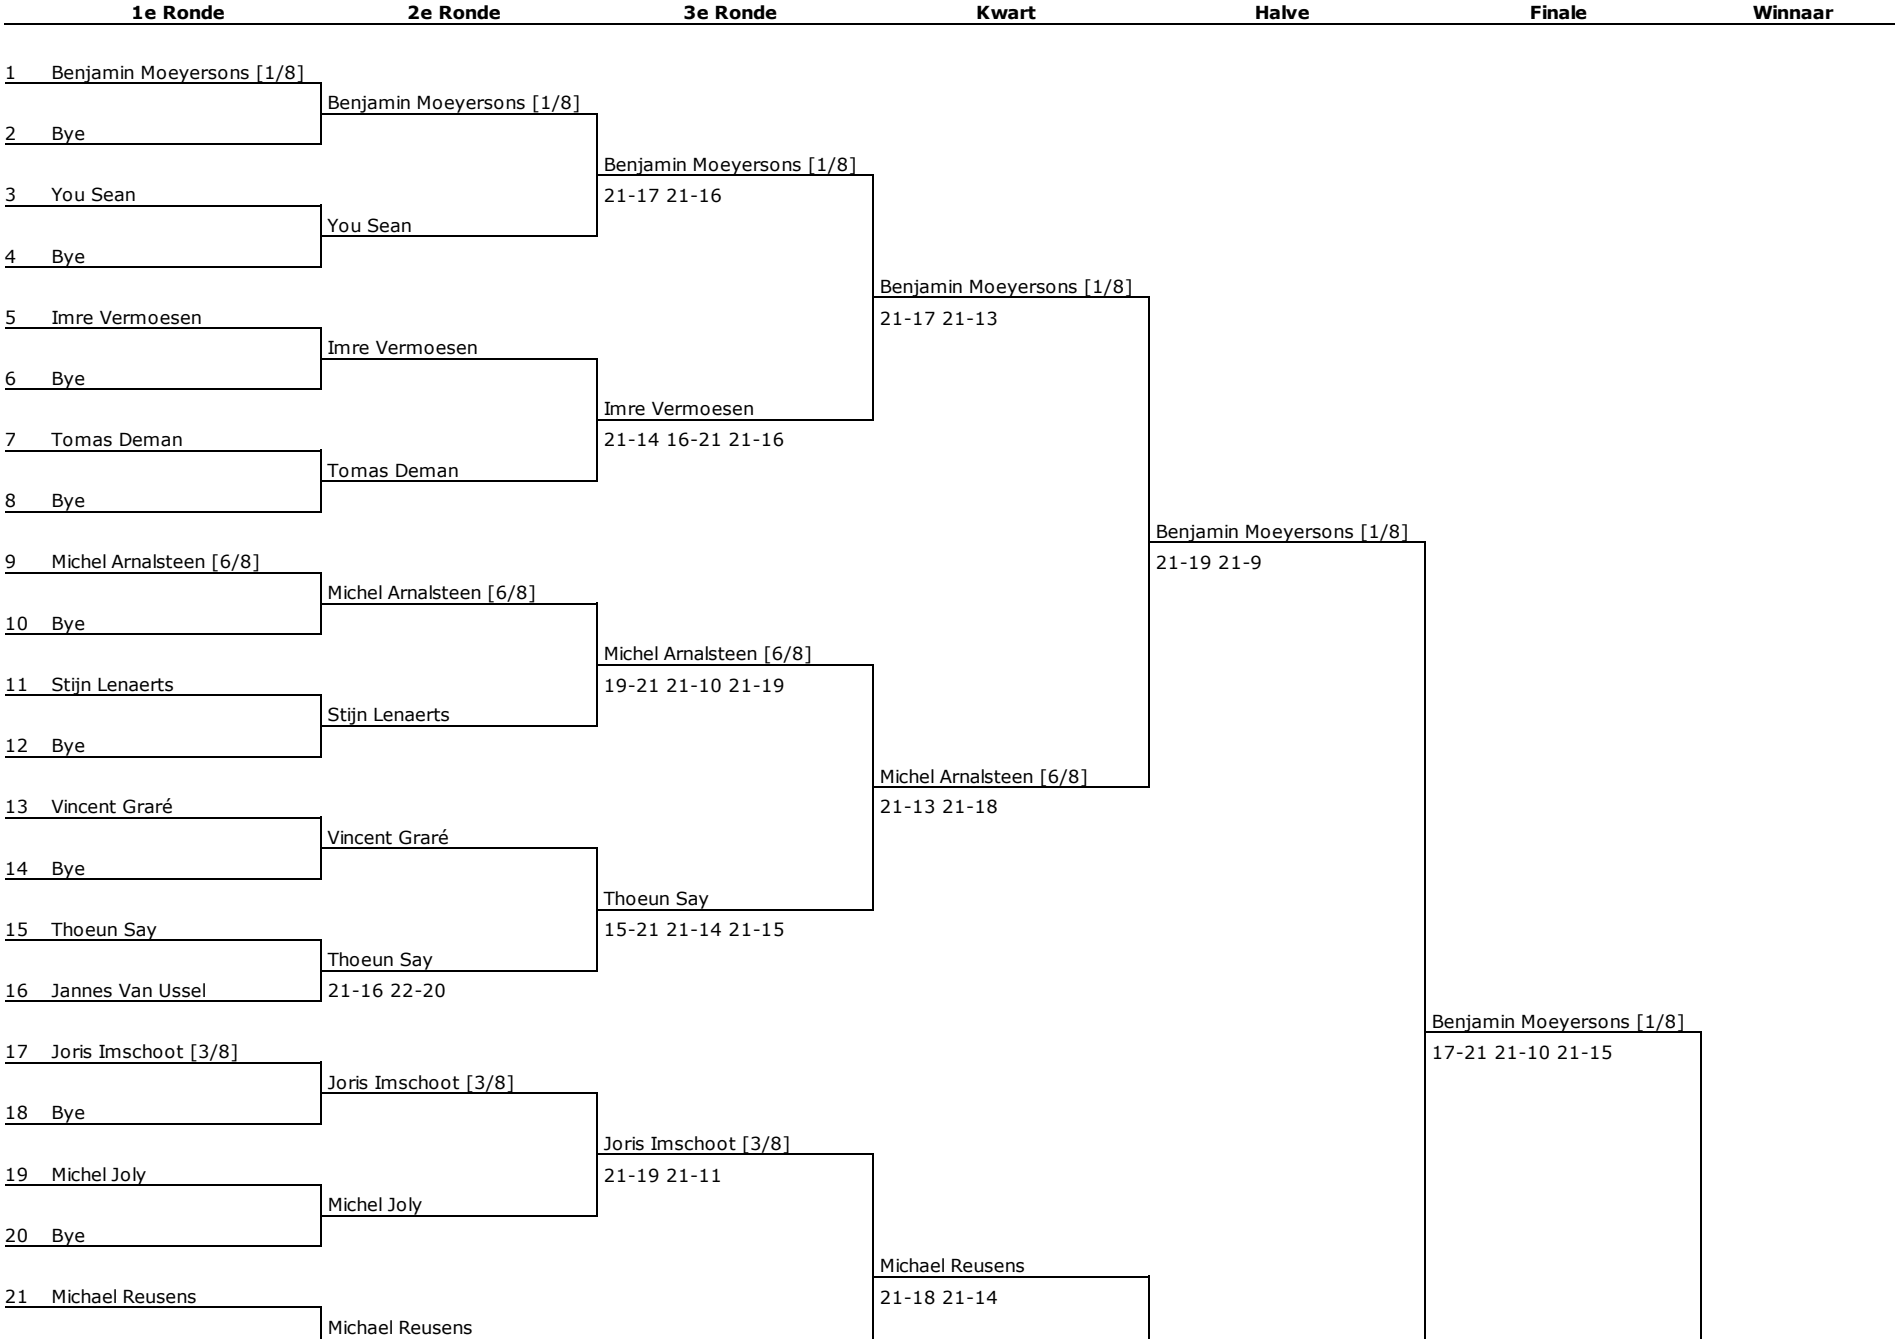 1e Ronde 2e Ronde 3e Ronde Kwart Halve Finale Winnaar
1 Benjamin Moeyersons [1/8]
Benjamin Moeyersons [1/8]
2 Bye
Benjamin Moeyersons [1/8]
3 You Sean 21-17 21-16
You Sean
4 Bye
Benjamin Moeyersons [1/8]
5 Imre Vermoesen 21-17 21-13
Imre Vermoesen
6 Bye
Imre Vermoesen
7 Tomas Deman 21-14 16-21 21-16
Tomas Deman
8 Bye
Benjamin Moeyersons [1/8]
9 Michel Arnalsteen [6/8] 21-19 21-9
Michel Arnalsteen [6/8]
10 Bye
Michel Arnalsteen [6/8]
11 Stijn Lenaerts 19-21 21-10 21-19
Stijn Lenaerts
12 Bye
Michel Arnalsteen [6/8]
13 Vincent Graré 21-13 21-18
Vincent Graré
14 Bye
Thoeun Say
15 Thoeun Say 15-21 21-14 21-15
Thoeun Say
16 Jannes Van Ussel 21-16 22-20
Benjamin Moeyersons [1/8]
17 Joris Imschoot [3/8] 17-21 21-10 21-15
Joris Imschoot [3/8]
18 Bye
Joris Imschoot [3/8]
19 Michel Joly 21-19 21-11
Michel Joly
20 Bye
Michael Reusens
21 Michael Reusens 21-18 21-14
Michael Reusens